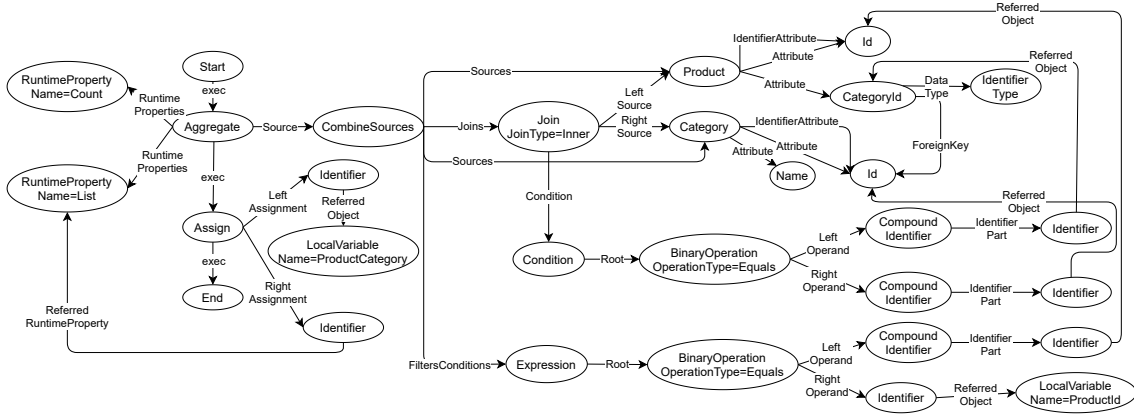 Referred
Object
Start
exec
RuntimeProperty
Name=Count
Runtime
Properties
IdentifierAttribute
Id
Attribute
Referred
Object
Sources
Product
Attribute
Data
Type
Identifier
Type
CategoryId
Left
Source
Aggregate
Source
CombineSources
Joins
Join
JoinType=Inner
Right
Source
Category
IdentifierAttribute
Runtime
Properties
Sources
Attribute
Attribute
ForeignKey
Name
Id
RuntimeProperty
Name=List
exec
Identifier
Left
Assignment
Referred
Object
Condition
Referred
Object
Assign
LocalVariable
Name=ProductCategory
exec
Condition
Root
BinaryOperation
OperationType=Equals
Left
Operand
Compound
Identifier
Identifier
Part
Identifier
Right
Operand
Compound
Identifier
Identifier
Part
Identifier
End
Right
Assignment
Referred
RuntimeProperty
Identifier
FiltersConditions
Expression
Root
BinaryOperation
OperationType=Equals
Left
Operand
Compound
Identifier
Identifier
Part
Identifier
Right
Operand
Identifier
Referred
Object
LocalVariable
Name=ProductId